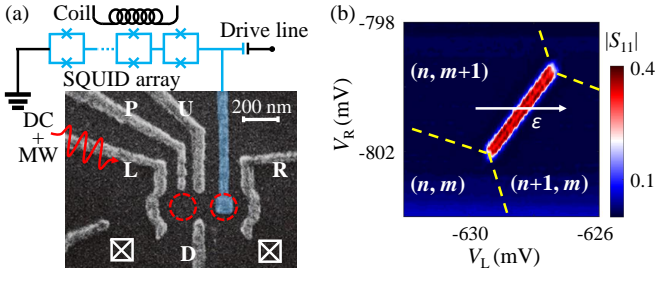 (a)
Coil
Drive line
SQUID array
DC
+
MW
P
U
200 nm
L
R
D
(b)
-798
V_R (mV)
-802
(n, m+1)
ε
(n, m)
(n+1, m)
-630
-626
V_L (mV)
|S_11|
0.4
0.1